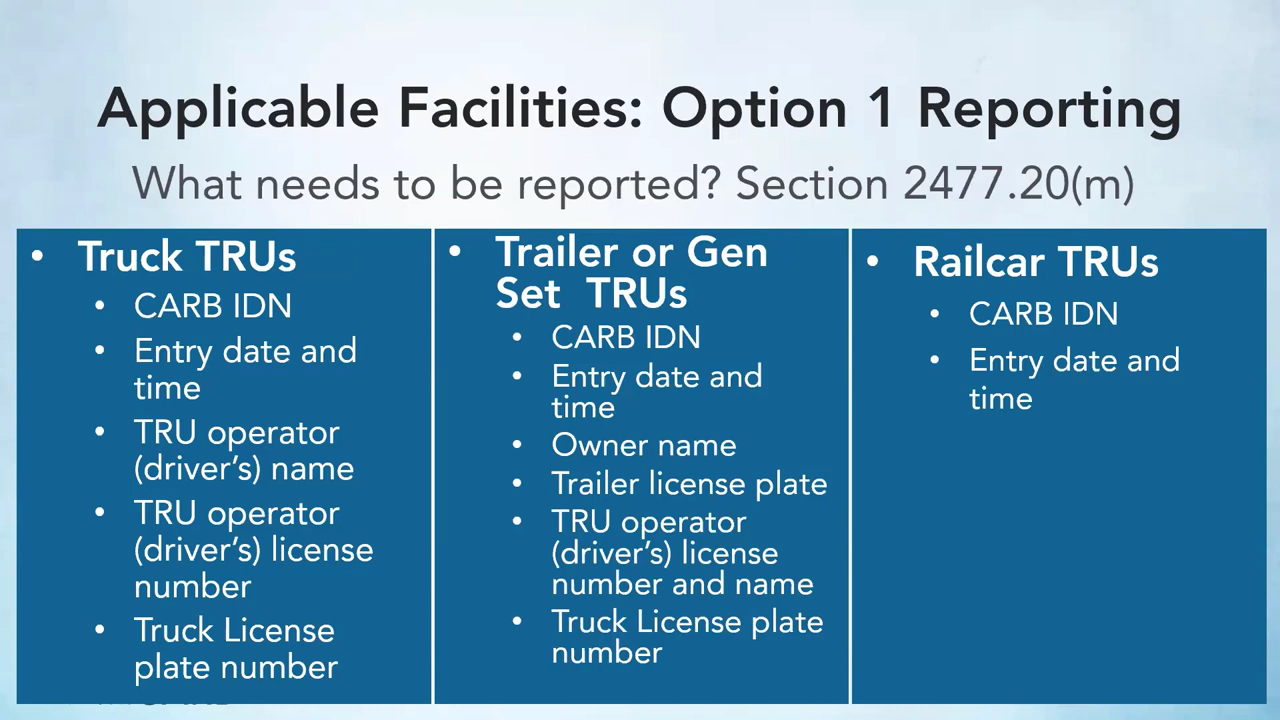 Applicable Facilities: Option 1 Reporting
What needs to be reported? Section 2477.20(m)
• Truck TRUs
• CARB IDN
• Entry date and
time
• TRU operator
(driver's) name
• TRU operator
(driver's) license
number
• Truck License
plate number
• Trailer or Gen
Set TRUs
• CARB IDN
• Entry date and
time
• Owner name
• Trailer license plate
• TRU operator
(driver's) license
number and name
• Truck License plate
number
• Railcar TRUs
• CARB IDN
• Entry date and
time